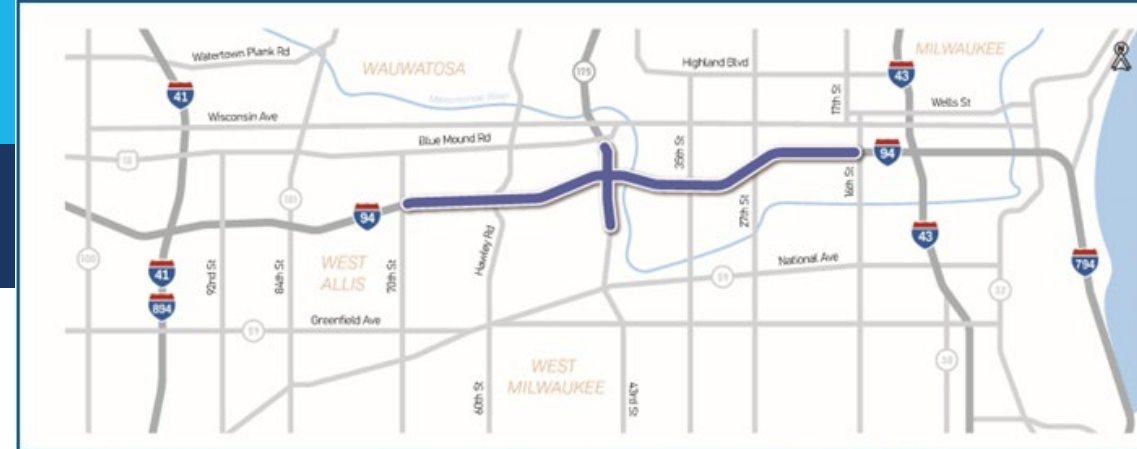 Watertown Plank Rd
WAUWATOSA
41
175
Highland Blvd
43
MILWAUKEE
N
Menomonee River
17th St
Wells St
Wisconsin Ave
Blue Mound Rd
18
35th St
94
16th St
181
27th St
94
Hawley Rd
43
100
92nd St
84th St
WEST
ALLIS
70th St
National Ave
41
59
794
894
32
Greenfield Ave
59
WEST
MILWAUKEE
38
60th St
43rd St